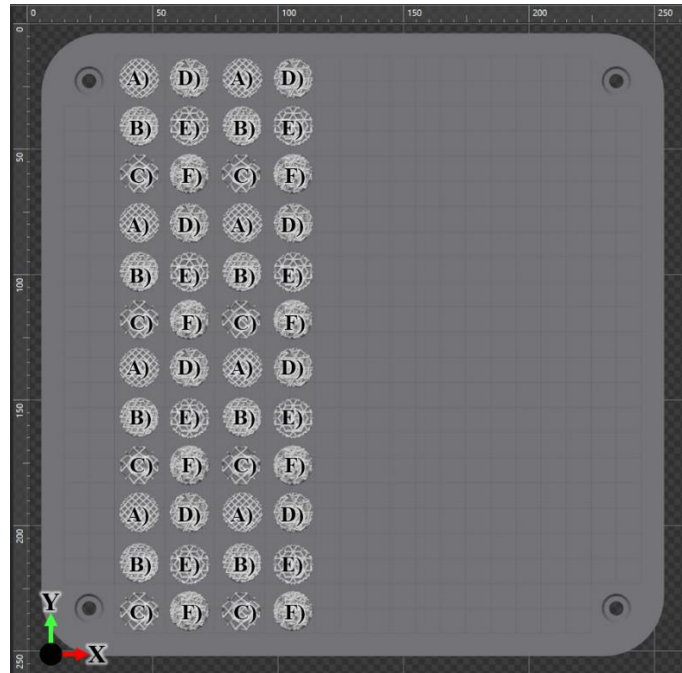 0 50 100 150 200 250
0
A) D) A) D)
B) E) B) E)
50
C) F) C) F)
A) D) A) D)
100
B) E) B) E)
C) F) C) F)
A) D) A) D)
150
B) E) B) E)
C) F) C) F)
200
A) D) A) D)
B) E) B) E)
Y
C) F) C) F)
250
X